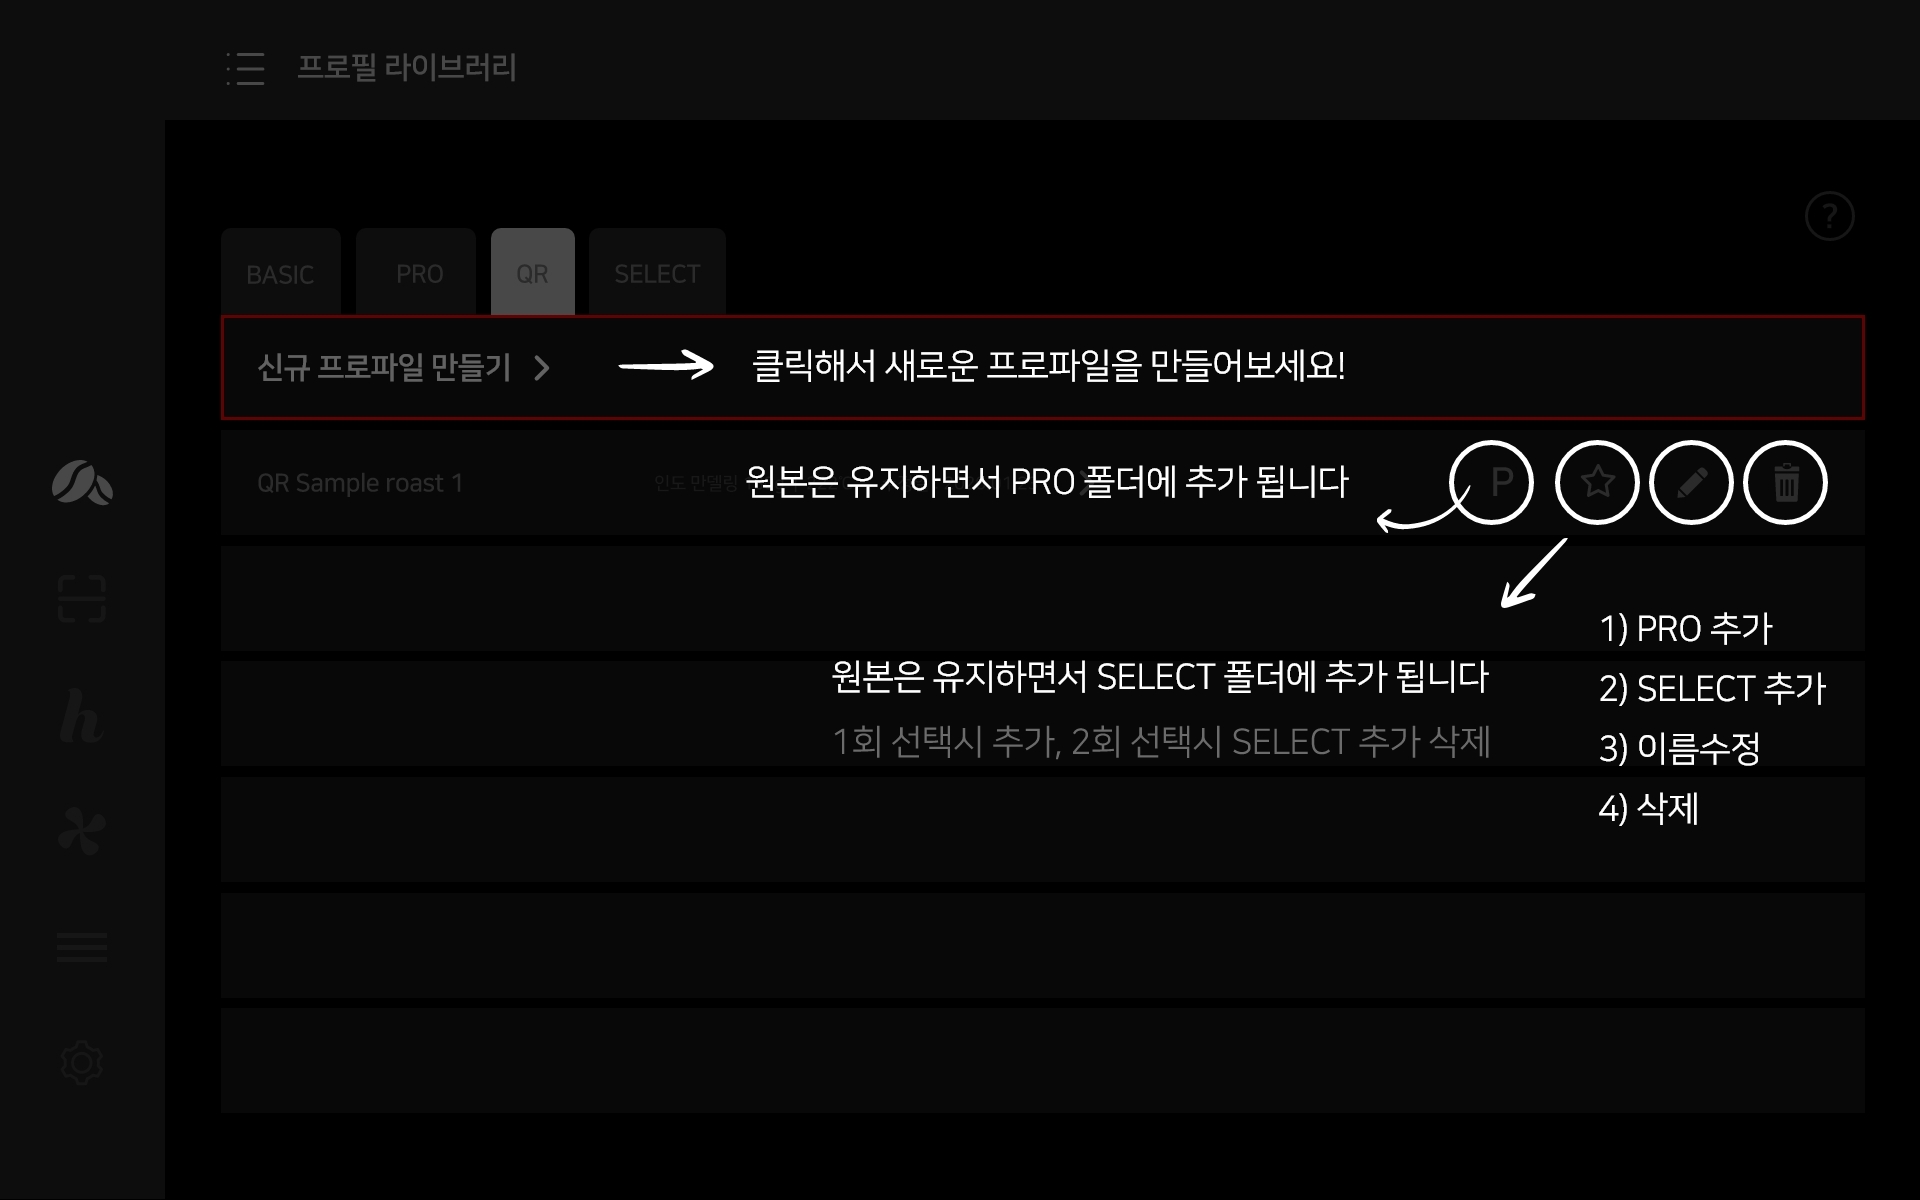 프로필 라이브러리
?
BASIC
PRO
QR
SELECT
신규 프로파일 만들기
클릭해서 새로운 프로파일을 만들어보세요!
QR Sample roast 1
인도 만델링
원본은 유지하면서 PRO 폴더에 추가 됩니다
P
1) PRO 추가
원본은 유지하면서 SELECT 폴더에 추가 됩니다
2) SELECT 추가
1회 선택시 추가, 2회 선택시 SELECT 추가 삭제
3) 이름수정
4) 삭제
h